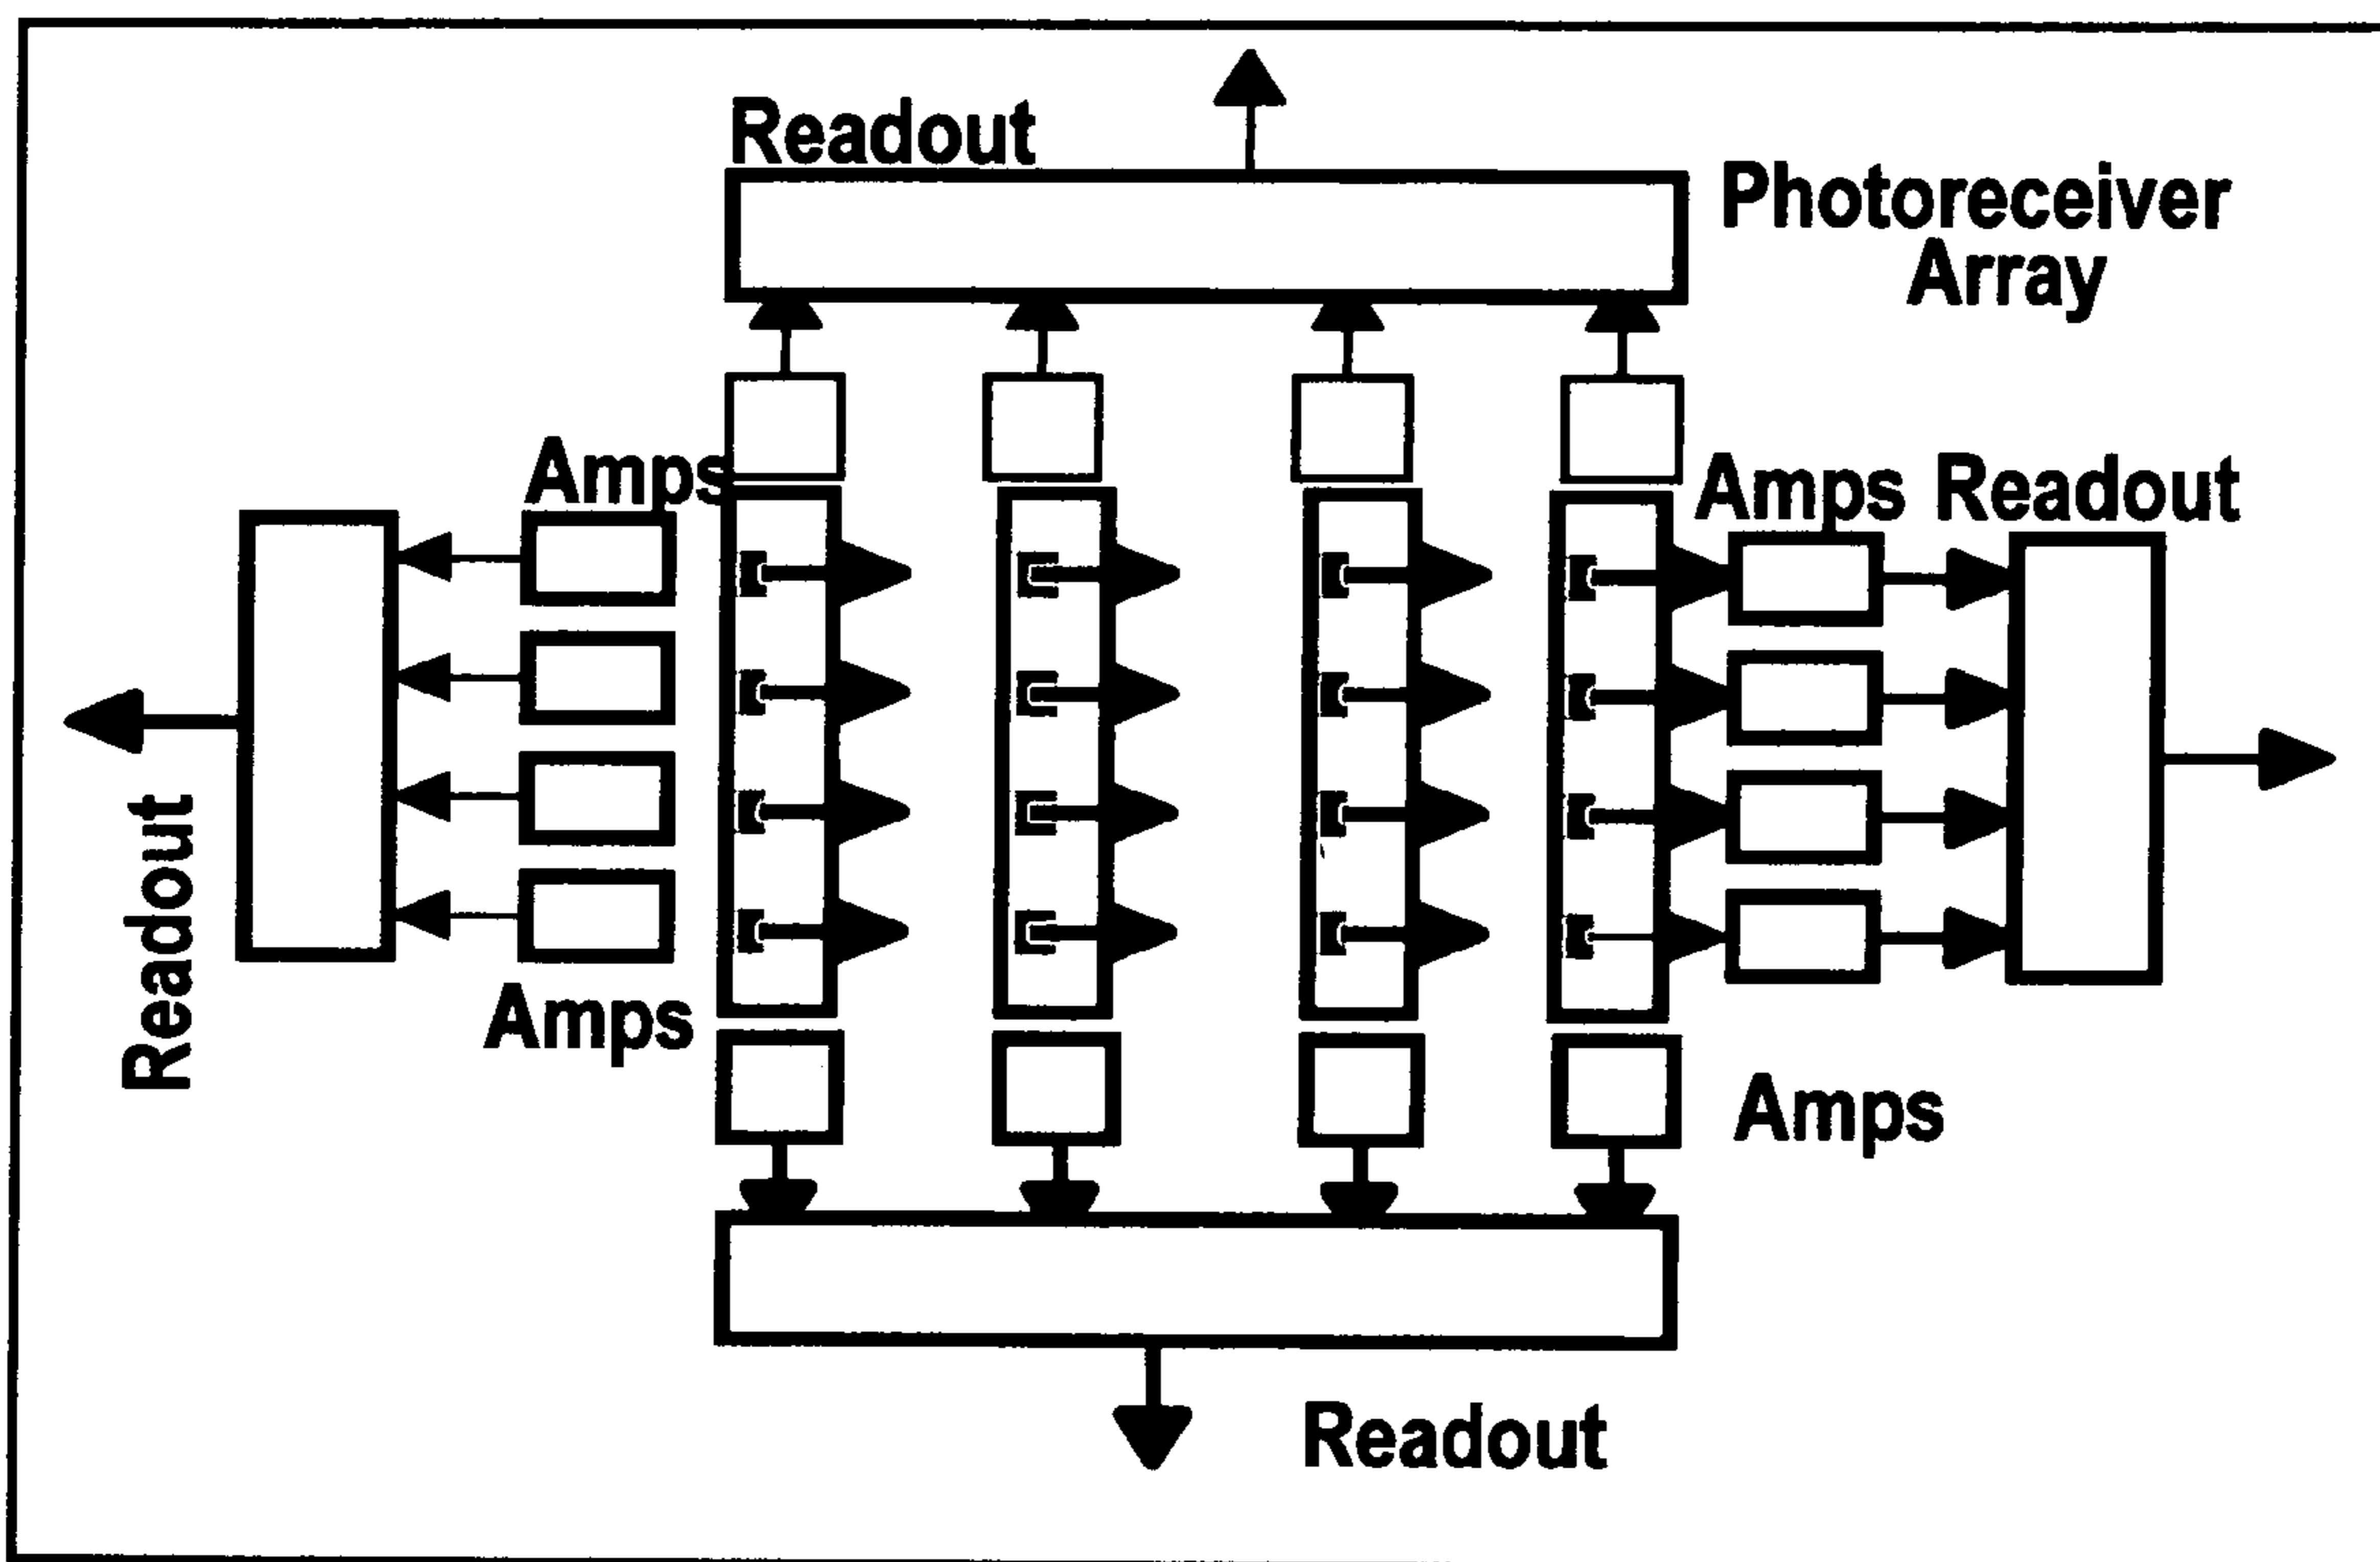 Readout
Photoreceiver
Array
Amps
Amps Readout
Readout
Amps
Amps
Readout